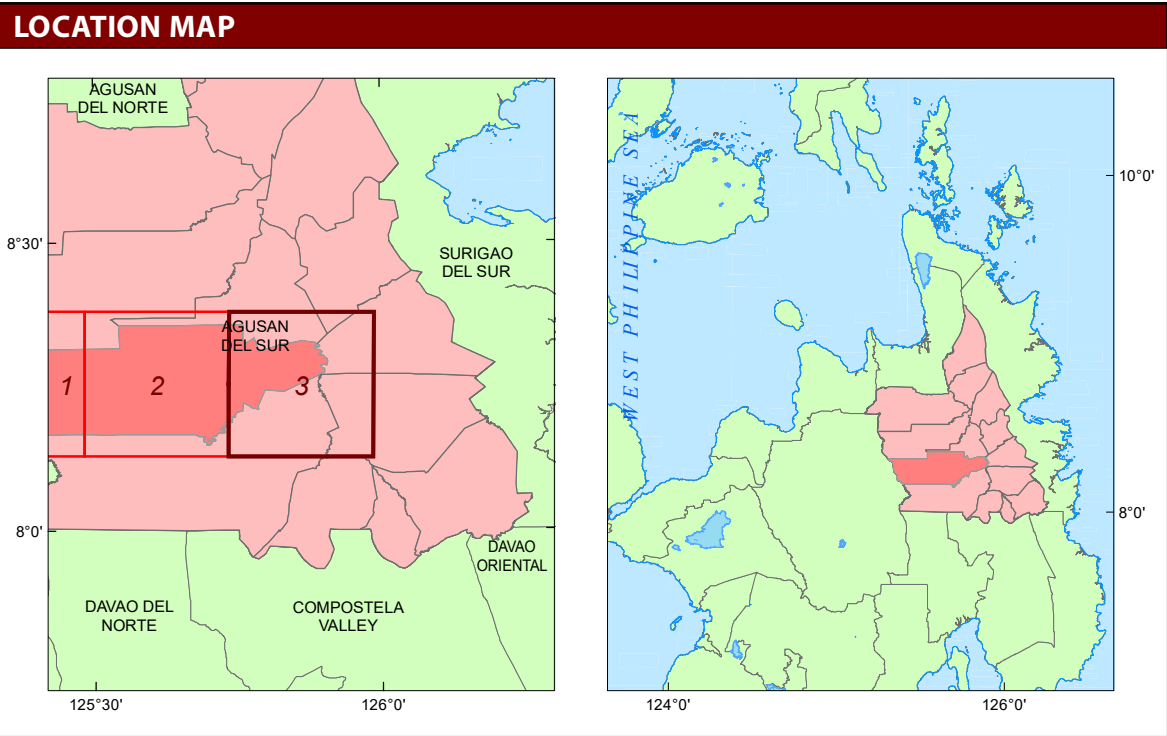 LOCATION MAP
AGUSAN
DEL NORTE
8°30'
SURIGAO
DEL SUR
AGUSAN
DEL SUR
1
2
3
8°0'
DAVAO
ORIENTAL
DAVAO DEL
NORTE
COMPOSTELA
VALLEY
125°30'
126°0'
WEST PHILIPPINE SEA
10°0'
8°0'
124°0'
126°0'